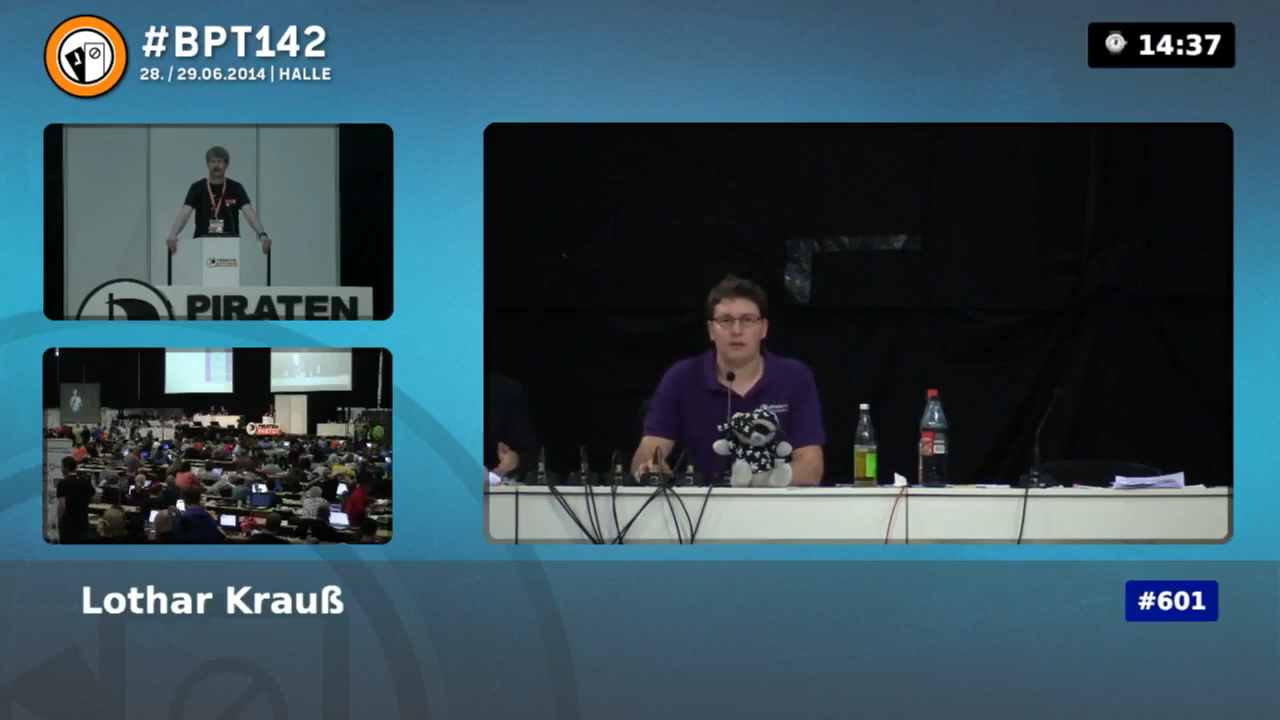 #BPT142
28. / 29.06.2014 | HALLE
14:37
PIRATEN
Lothar Krauß
#601